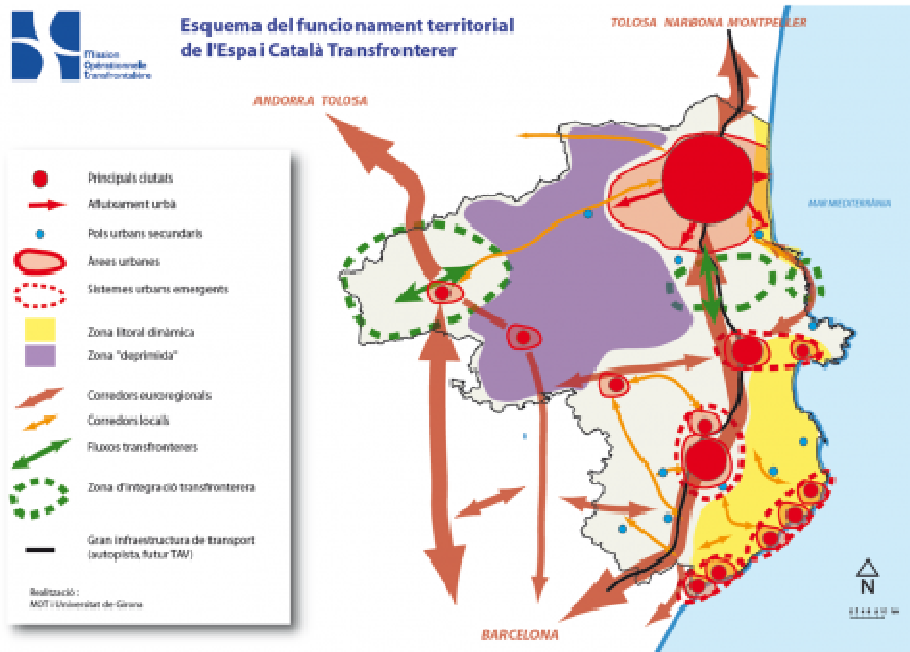 Mission
Opérationnelle
Transfrontalière
Esquema del funcionament territorial
de l'Espai Català Transfronterer
TOLOSA NARBONA MONTPELLER
ANDORRA TOLOSA
MAR MEDITERRÀNIA
Principals ciutats
Afluixament urbà
Pols urbans secundaris
Àrees urbanes
Sistemes urbans emergents
Zona litoral dinàmica
Zona "deprimida"
Corredors euroregionals
Corredors locals
Fluxos transfronterers
Zona d'integració transfronterera
Gran infraestructura de transport
(autopista, futur TAV)
Realització :
MOT i Universitat de Girona
N
BARCELONA